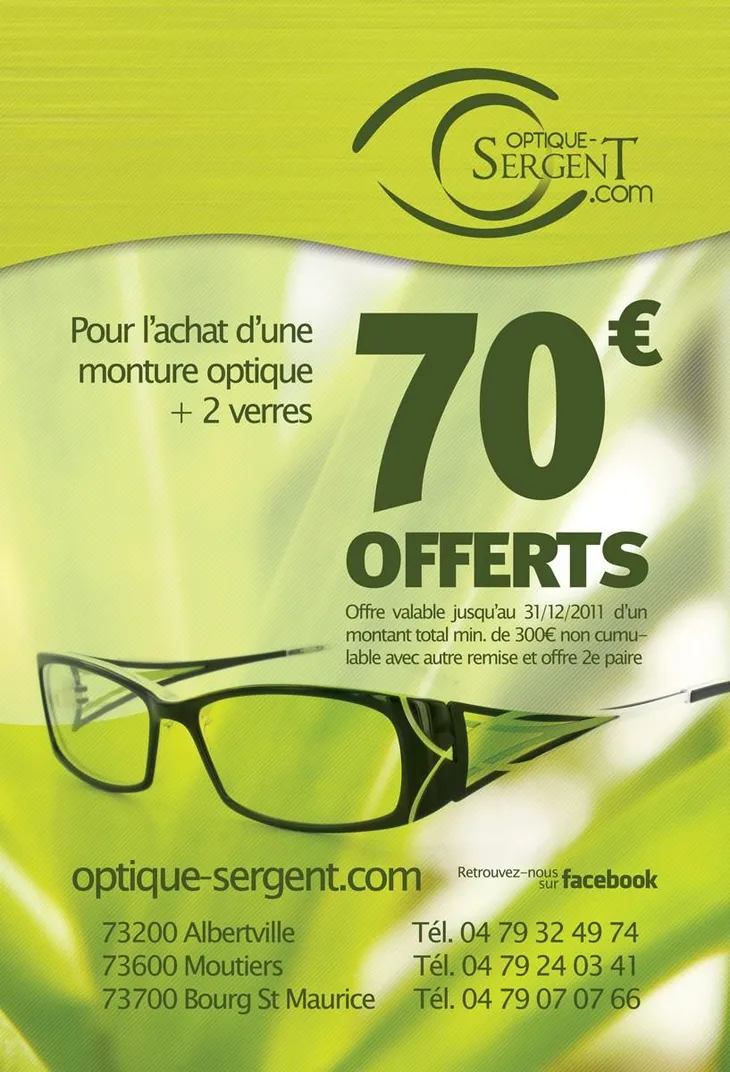 OPTIQUE-
SERGENT
.com
Pour l'achat d'une
monture optique
+ 2 verres
70€
OFFERTS
Offre valable jusqu'au 31/12/2011 d'un
montant total min. de 300€ non cumu-
lable avec autre remise et offre 2e paire
optique-sergent.com
Retrouvez-nous
sur facebook
73200 Albertville Tél. 04 79 32 49 74
73600 Moutiers Tél. 04 79 24 03 41
73700 Bourg St Maurice Tél. 04 79 07 07 66